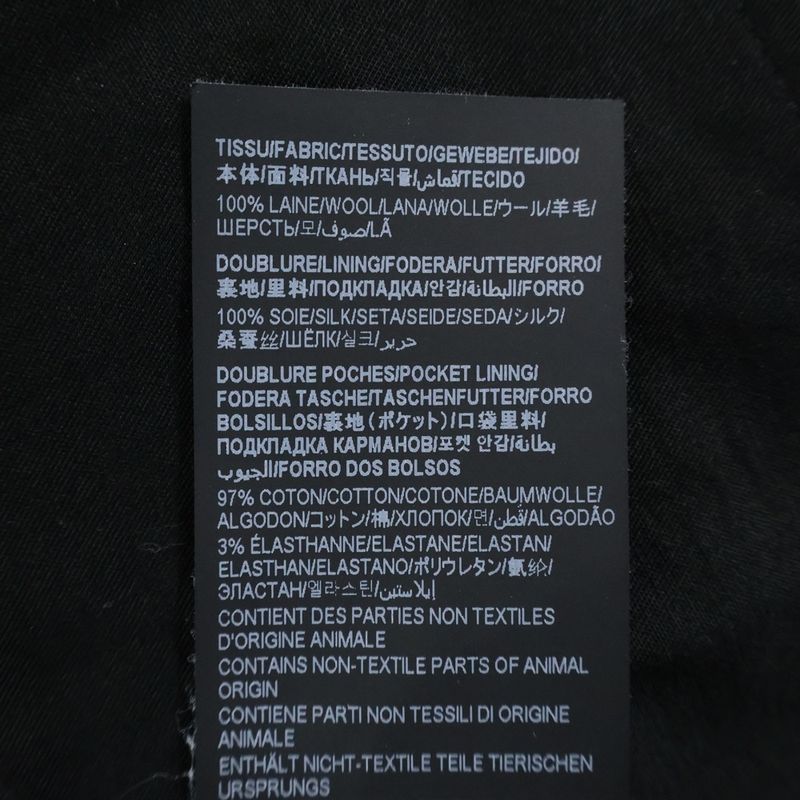 TISSU/FABRIC/TESSUTO/GEWEBE/TEJIDO/
本体/面料/ТКАНЬ/직물/قماش/TECIDO
100% LAINE/WOOL/LANA/WOLLE/ウール/羊毛/
ШЕРСТЬ/모/صوف/LÃ
DOUBLURE/LINING/FODERA/FUTTER/FORRO/
裏地/里料/ПОДКЛАДКА/안감/البطانة/FORRO
100% SOIE/SILK/SETA/SEIDE/SEDA/シルク/
桑蚕丝/ШЁЛК/실크/حرير
DOUBLURE POCHES/POCKET LINING/
FODERA TASCHE/TASCHENFUTTER/FORRO
BOLSILLOS/裏地(ポケット)/口袋里料/
ПОДКЛАДКА КАРМАНОВ/포켓 안감/بطانة
الجيوب/FORRO DOS BOLSOS
97% COTON/COTTON/COTONE/BAUMWOLLE/
ALGODON/コットン/棉/ХЛОПОК/면/قطن/ALGODÃO
3% ÉLASTHANNE/ELASTANE/ELASTAN/
ELASTHAN/ELASTANO/ポリウレタン/氨纶/
ЭЛАСТАН/엘라스틴/إيلاستين
CONTIENT DES PARTIES NON TEXTILES
D'ORIGINE ANIMALE
CONTAINS NON-TEXTILE PARTS OF ANIMAL
ORIGIN
CONTIENE PARTI NON TESSILI DI ORIGINE
ANIMALE
ENTHÄLT NICHT-TEXTILE TEILE TIERISCHEN
URSPRUNGS